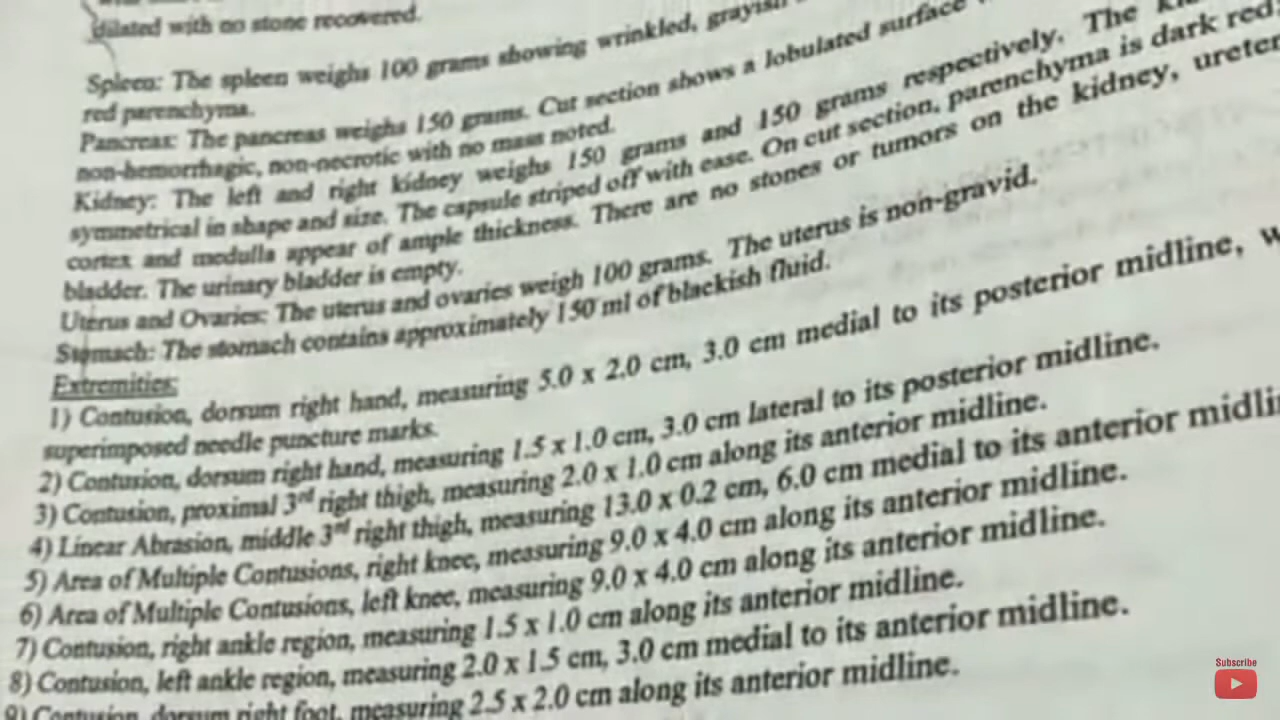 dilated with no stone recovered.
Spleen: The spleen weighs 100 grams showing wrinkled, grayish
red parenchyma.
Pancreas: The pancreas weighs 150 grams. Cut section shows a lobulated surface
non-hemorrhagic, non-necrotic with no mass noted.
Kidney: The left and right kidney weighs 150 grams and 150 grams respectively. The
symmetrical in shape and size. The capsule striped off with ease. On cut section, parenchyma is dark red;
cortex and medulla appear of ample thickness. There are no stones or tumors on the kidney, ureter
bladder. The urinary bladder is empty.
Uterus and Ovaries: The uterus and ovaries weigh 100 grams. The uterus is non-gravid.
Stomach: The stomach contains approximately 150 ml of blackish fluid.
Extremities:
1) Contusion, dorsum right hand, measuring 5.0 x 2.0 cm, 3.0 cm medial to its posterior midline,
superimposed needle puncture marks.
2) Contusion, dorsum right hand, measuring 1.5 x 1.0 cm, 3.0 cm lateral to its posterior midline.
3) Contusion, proximal 3rd right thigh, measuring 2.0 x 1.0 cm along its anterior midline.
4) Linear Abrasion, middle 3rd right thigh, measuring 13.0 x 0.2 cm, 6.0 cm medial to its anterior
5) Area of Multiple Contusions, right knee, measuring 9.0 x 4.0 cm along its anterior midline.
6) Area of Multiple Contusions, left knee, measuring 9.0 x 4.0 cm along its anterior midline.
7) Contusion, right ankle region, measuring 1.5 x 1.0 cm along its anterior midline.
8) Contusion, left ankle region, measuring 2.0 x 1.5 cm, 3.0 cm medial to its anterior midline.
9) Contusion, dorsum right foot, measuring 2.5 x 2.0 cm along its anterior midline.
Subscribe